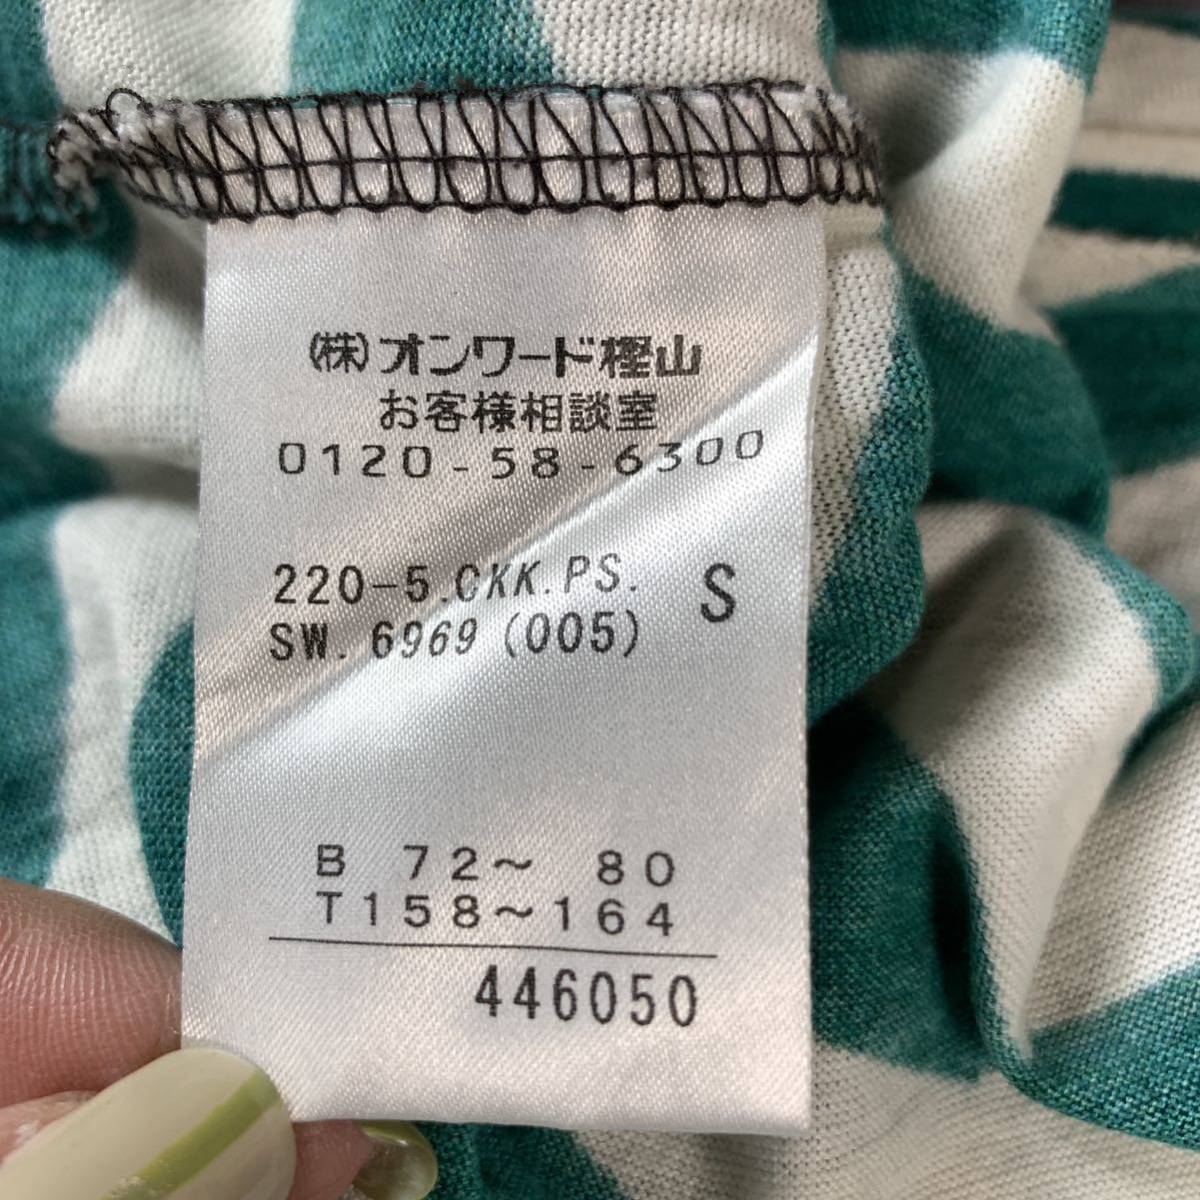 (株)オンワード樫山
お客様相談室
0120-58-6300
220-5.CKK.PS. S
SW. 6969(005)
B 72～ 80
T158～164
446050